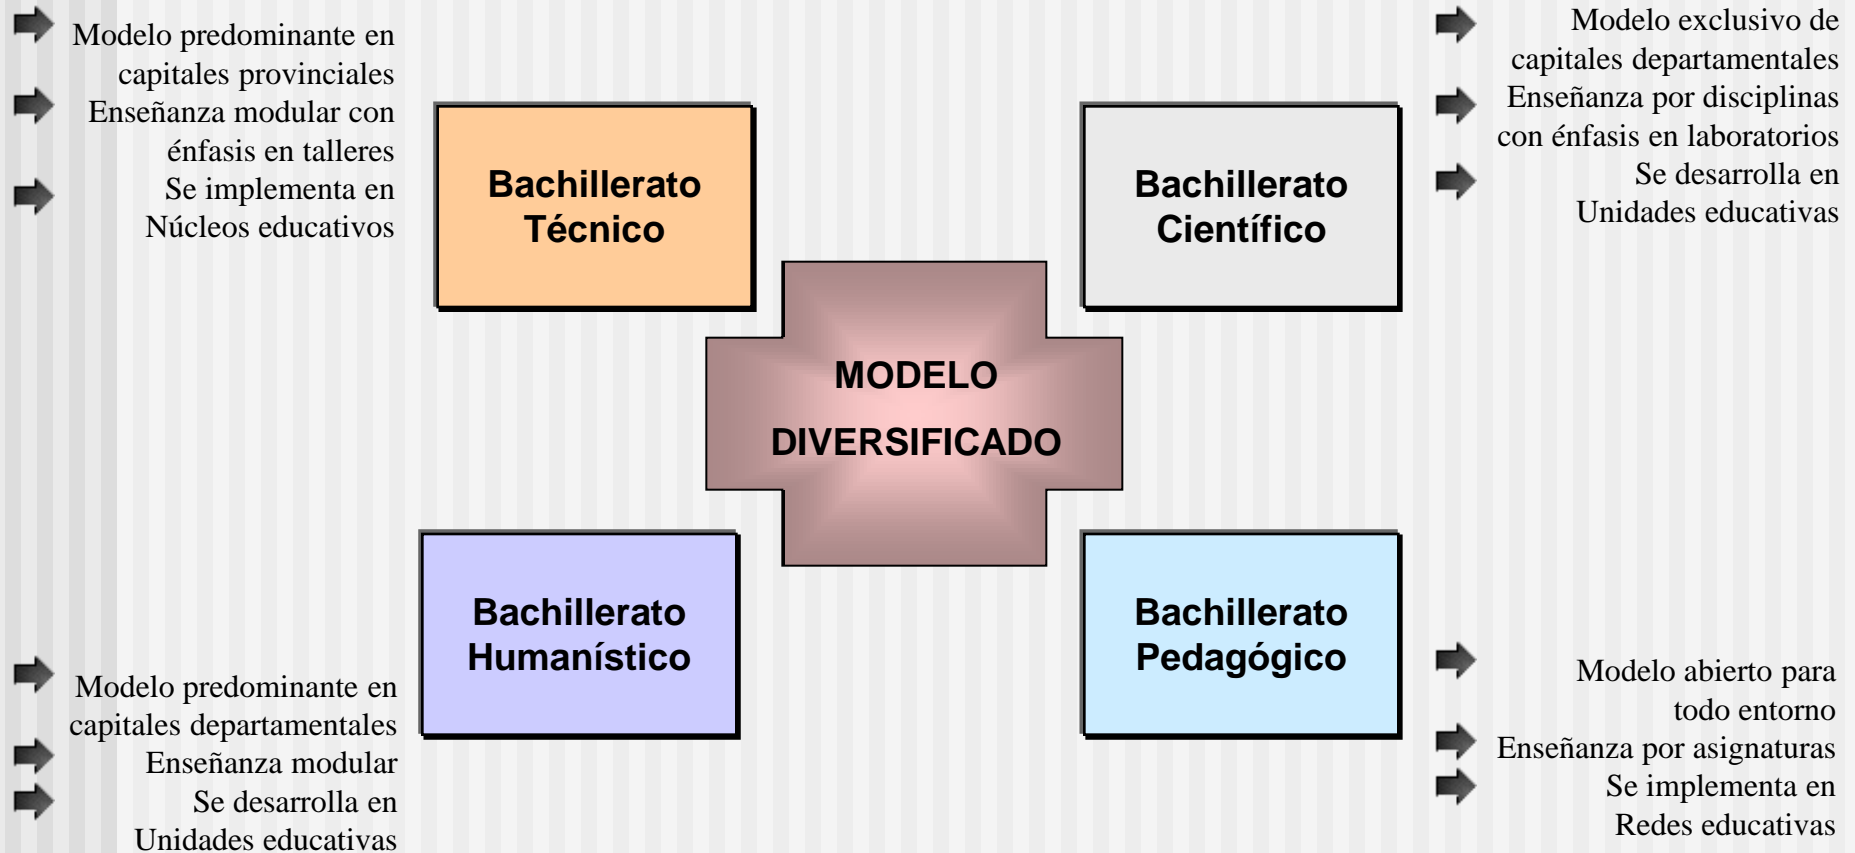 Modelo predominante en
capitales provinciales
Enseñanza modular con
énfasis en talleres
Se implementa en
Núcleos educativos
Bachillerato
Técnico
Modelo exclusivo de
capitales departamentales
Enseñanza por disciplinas
con énfasis en laboratorios
Se desarrolla en
Unidades educativas
Bachillerato
Científico
MODELO
DIVERSIFICADO
Bachillerato
Humanístico
Modelo predominante en
capitales departamentales
Enseñanza modular
Se desarrolla en
Unidades educativas
Bachillerato
Pedagógico
Modelo abierto para
todo entorno
Enseñanza por asignaturas
Se implementa en
Redes educativas